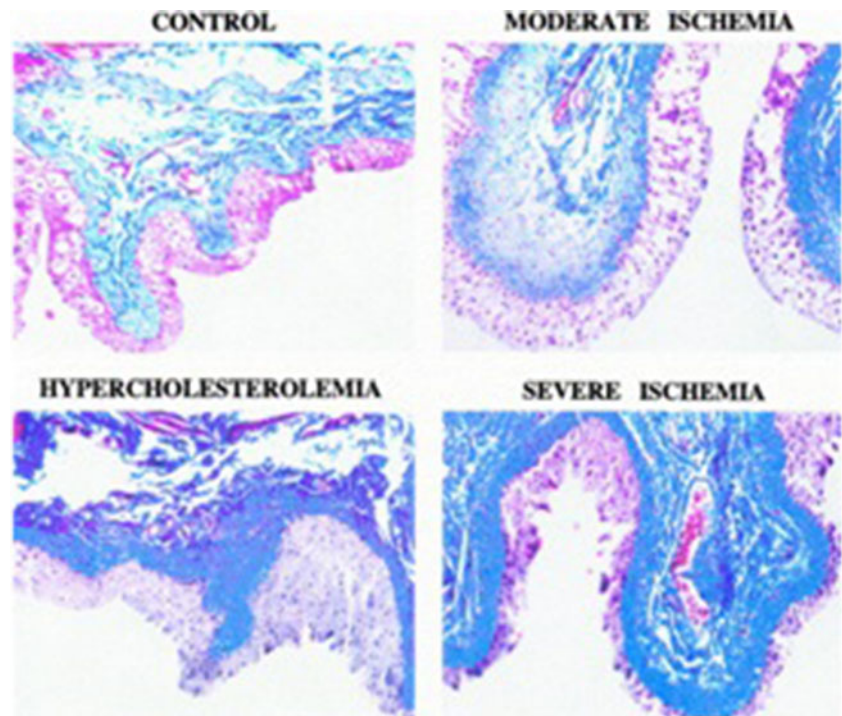 CONTROL
MODERATE ISCHEMIA
HYPERCHOLESTEROLEMIA
SEVERE ISCHEMIA